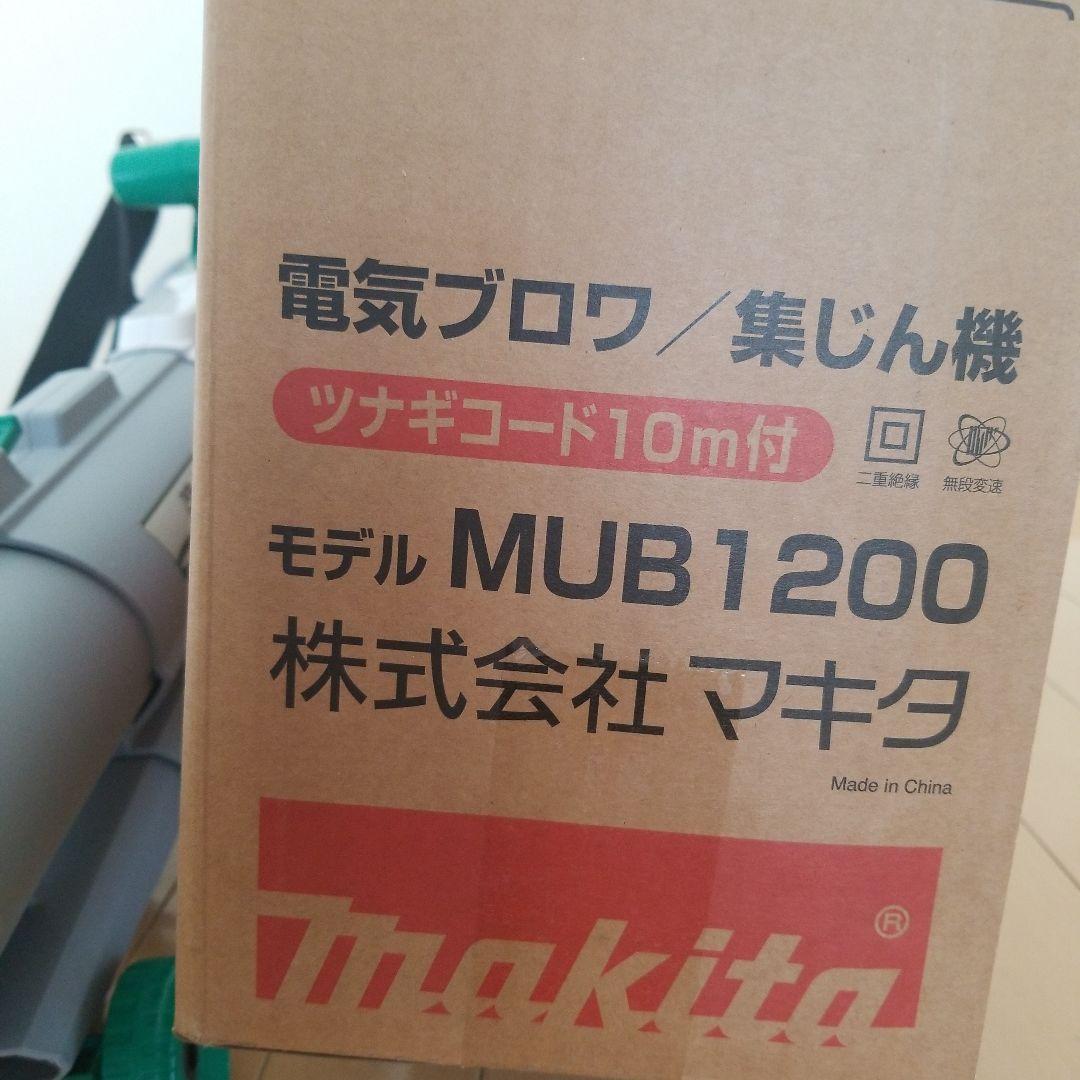 電気ブロワ／集じん機
ツナギコード10m付
二重絶縁 無段変速
モデル MUB1200
株式会社 マキタ
Made in China
makita®